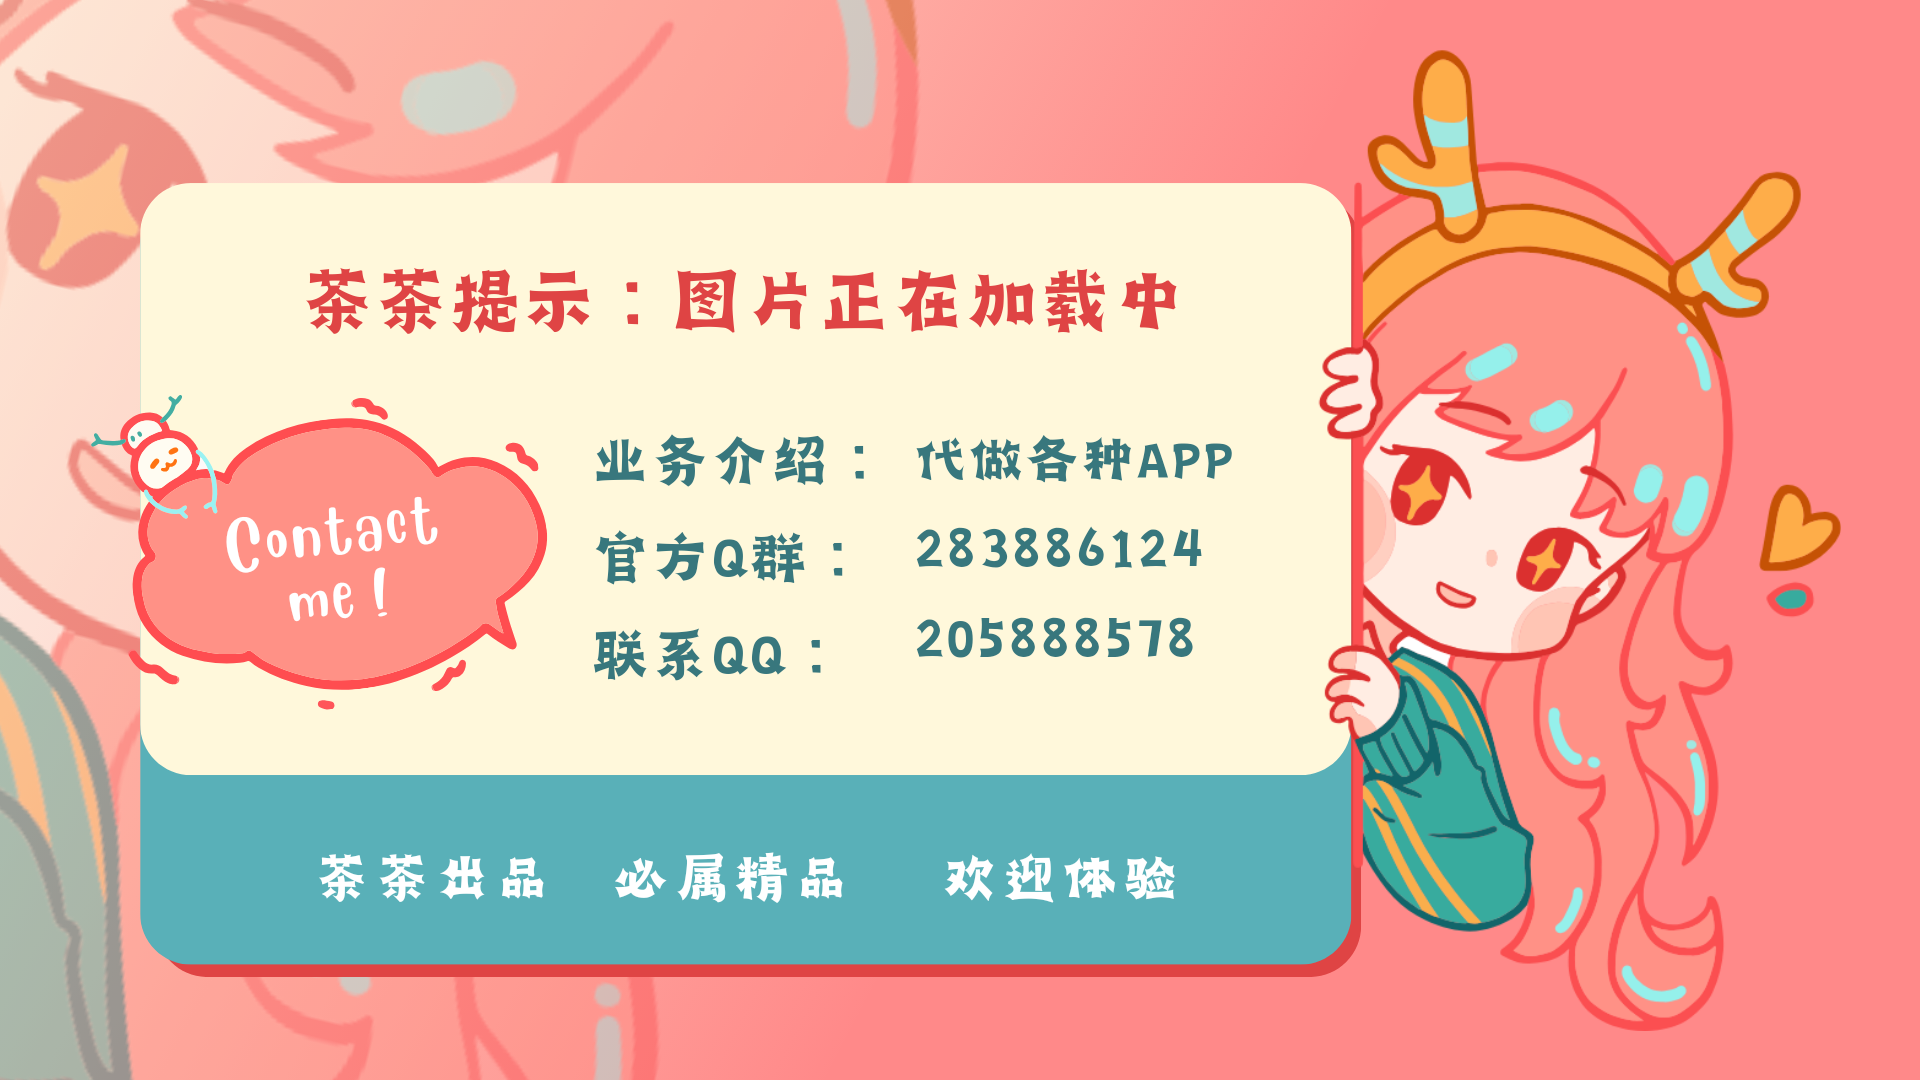 茶茶提示：图片正在加载中
Contact
me！
业务介绍： 代做各种APP
官方Q群： 283886124
联系QQ： 205888578
茶茶出品 必属精品 欢迎体验